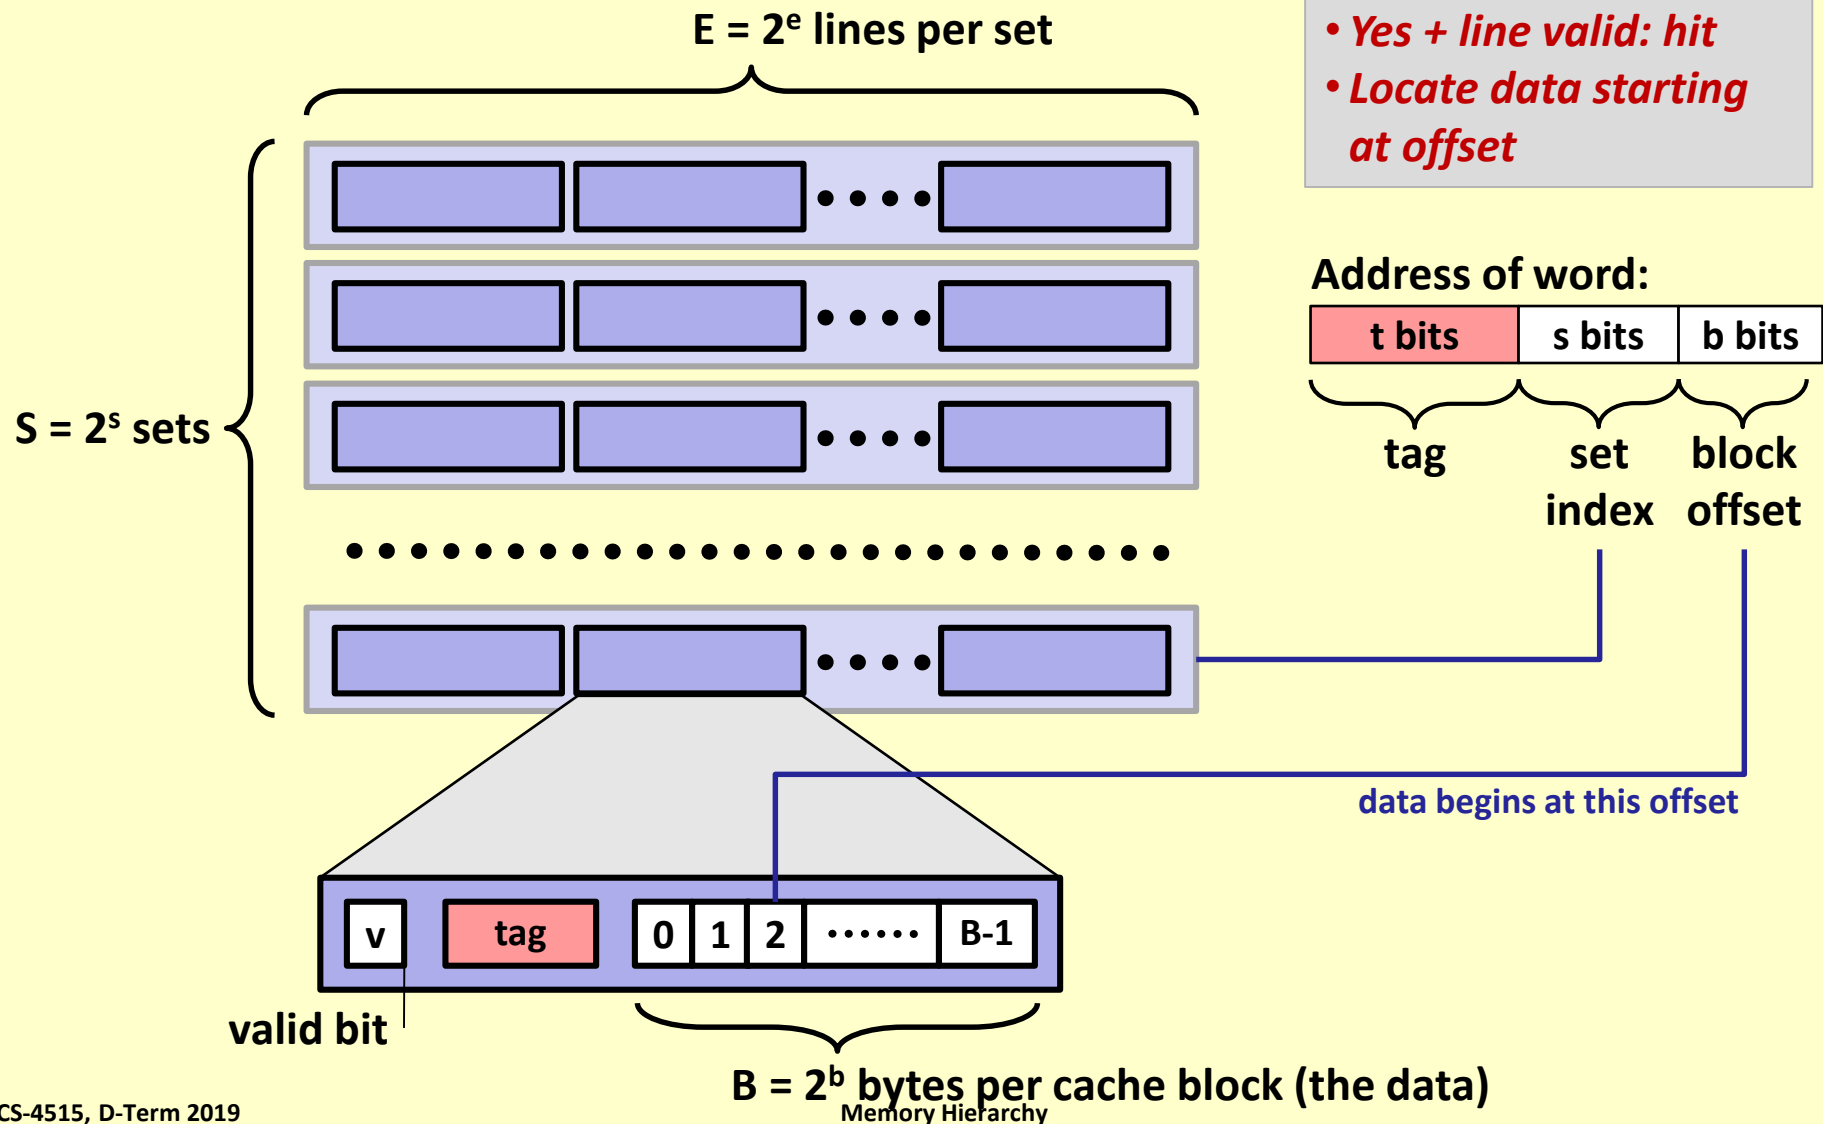 E = 2ᵉ lines per set
• Yes + line valid: hit
• Locate data starting
at offset
Address of word:
t bits s bits b bits
S = 2ˢ sets
tag set block
index offset
data begins at this offset
v tag 0 1 2 •••••• B-1
valid bit
B = 2ᵇ bytes per cache block (the data)
CS-4515, D-Term 2019 Memory Hierarchy